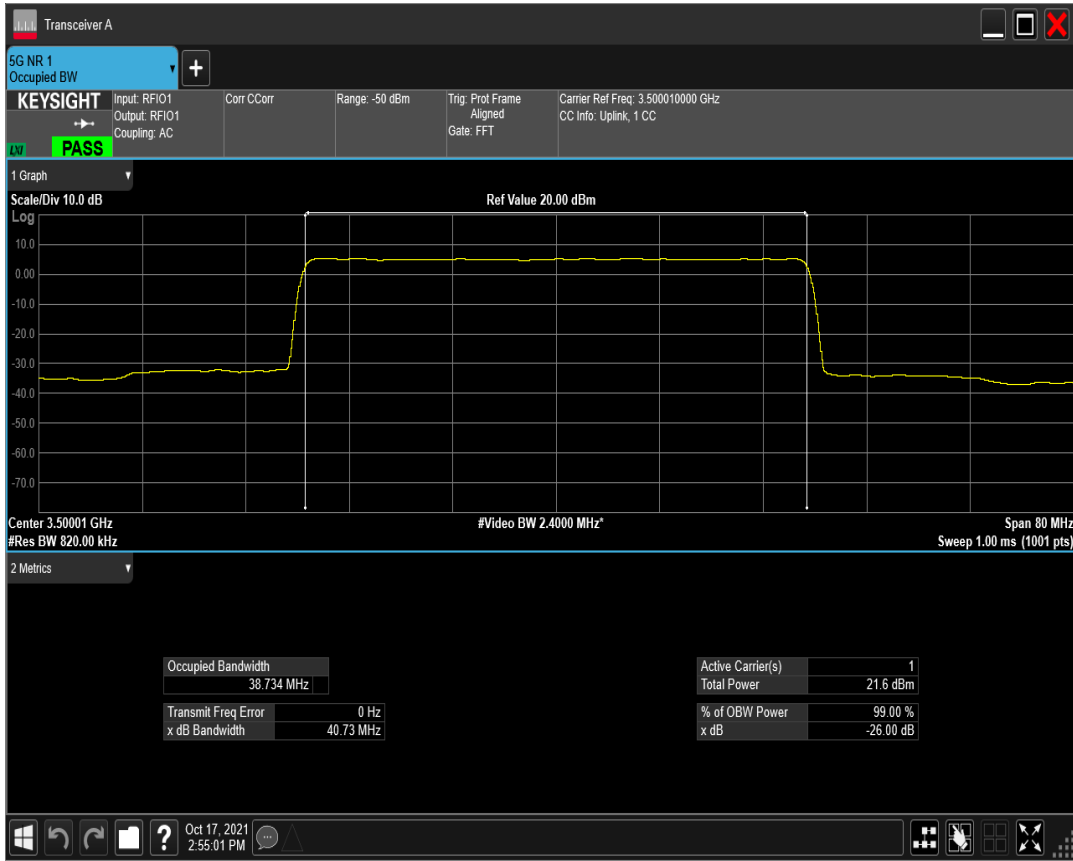 Transceiver A
5G NR 1
Occupied BW
KEYSIGHT
LXI
PASS
Input: RFIO1
Output: RFIO1
Coupling: AC
Corr CCorr
Range: -50 dBm
Trig: Prot Frame
Aligned
Gate: FFT
Carrier Ref Freq: 3.500010000 GHz
CC Info: Uplink, 1 CC
1 Graph
Scale/Div 10.0 dB
Ref Value 20.00 dBm
Log
10.0
0.00
-10.0
-20.0
-30.0
-40.0
-50.0
-60.0
-70.0
Center 3.50001 GHz
#Video BW 2.4000 MHz*
Span 80 MHz
#Res BW 820.00 kHz
Sweep 1.00 ms (1001 pts)
2 Metrics
Occupied Bandwidth
38.734 MHz
Transmit Freq Error 0 Hz
x dB Bandwidth 40.73 MHz
Active Carrier(s) 1
Total Power 21.6 dBm
% of OBW Power 99.00 %
x dB -26.00 dB
Oct 17, 2021
2:55:01 PM